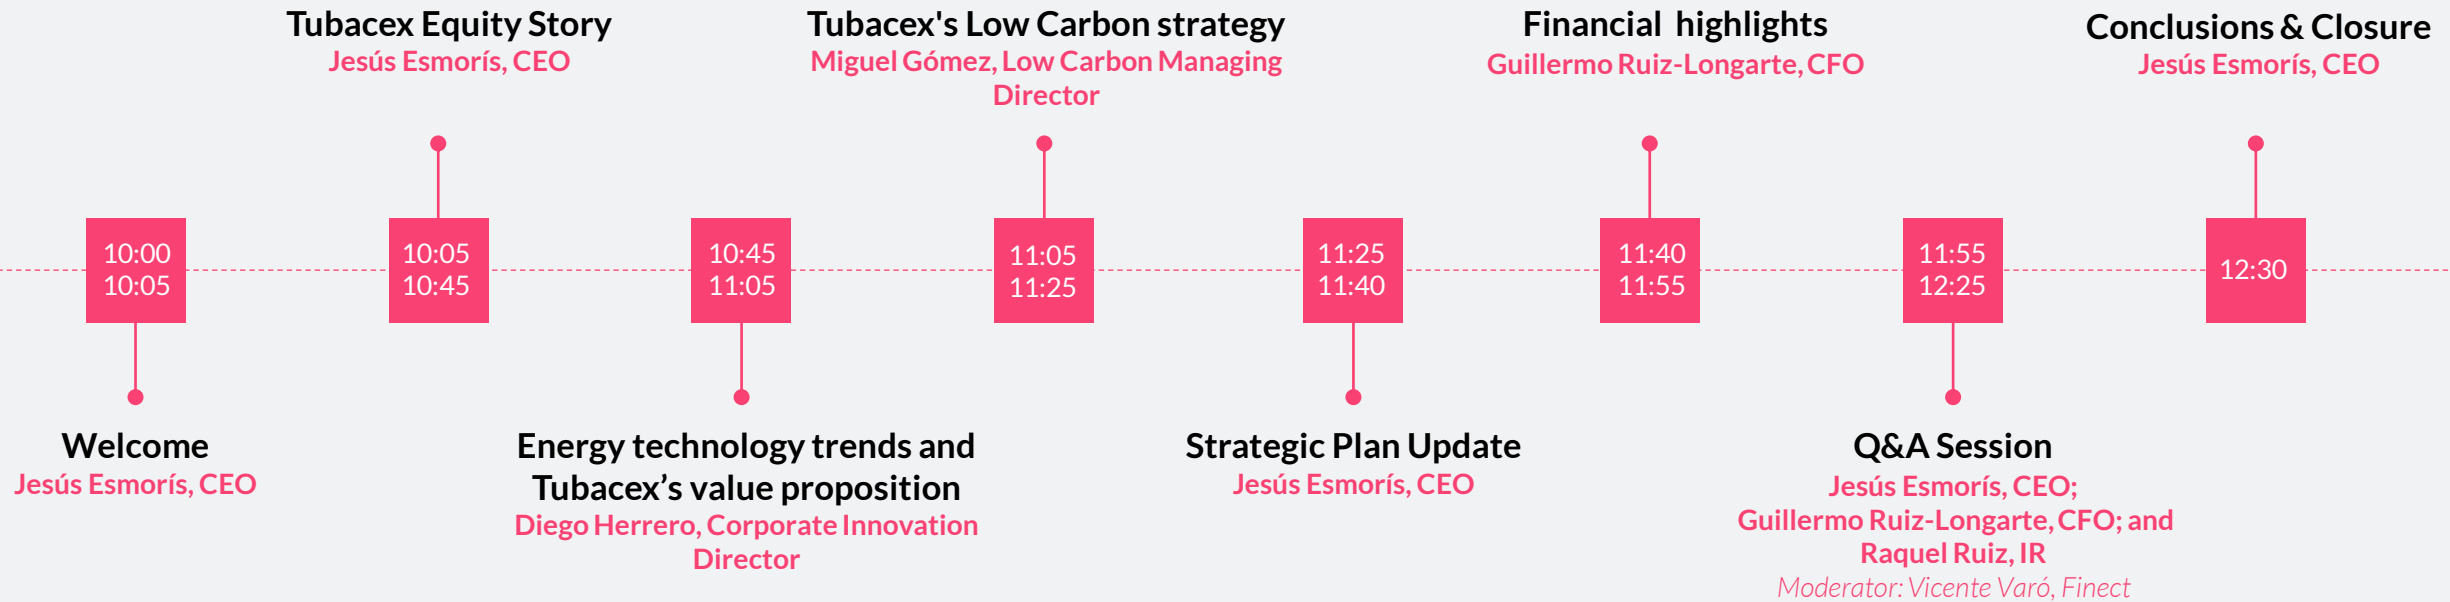 Tubacex Equity Story
Jesús Esmorís, CEO
Tubacex's Low Carbon strategy
Miguel Gómez, Low Carbon Managing
Director
Financial highlights
Guillermo Ruiz-Longarte, CFO
Conclusions & Closure
Jesús Esmorís, CEO
10:00
10:05
10:05
10:45
10:45
11:05
11:05
11:25
11:25
11:40
11:40
11:55
11:55
12:25
12:30
Welcome
Jesús Esmorís, CEO
Energy technology trends and
Tubacex’s value proposition
Diego Herrero, Corporate Innovation
Director
Strategic Plan Update
Jesús Esmorís, CEO
Q&A Session
Jesús Esmorís, CEO;
Guillermo Ruiz-Longarte, CFO; and
Raquel Ruiz, IR
Moderator: Vicente Varó, Finect